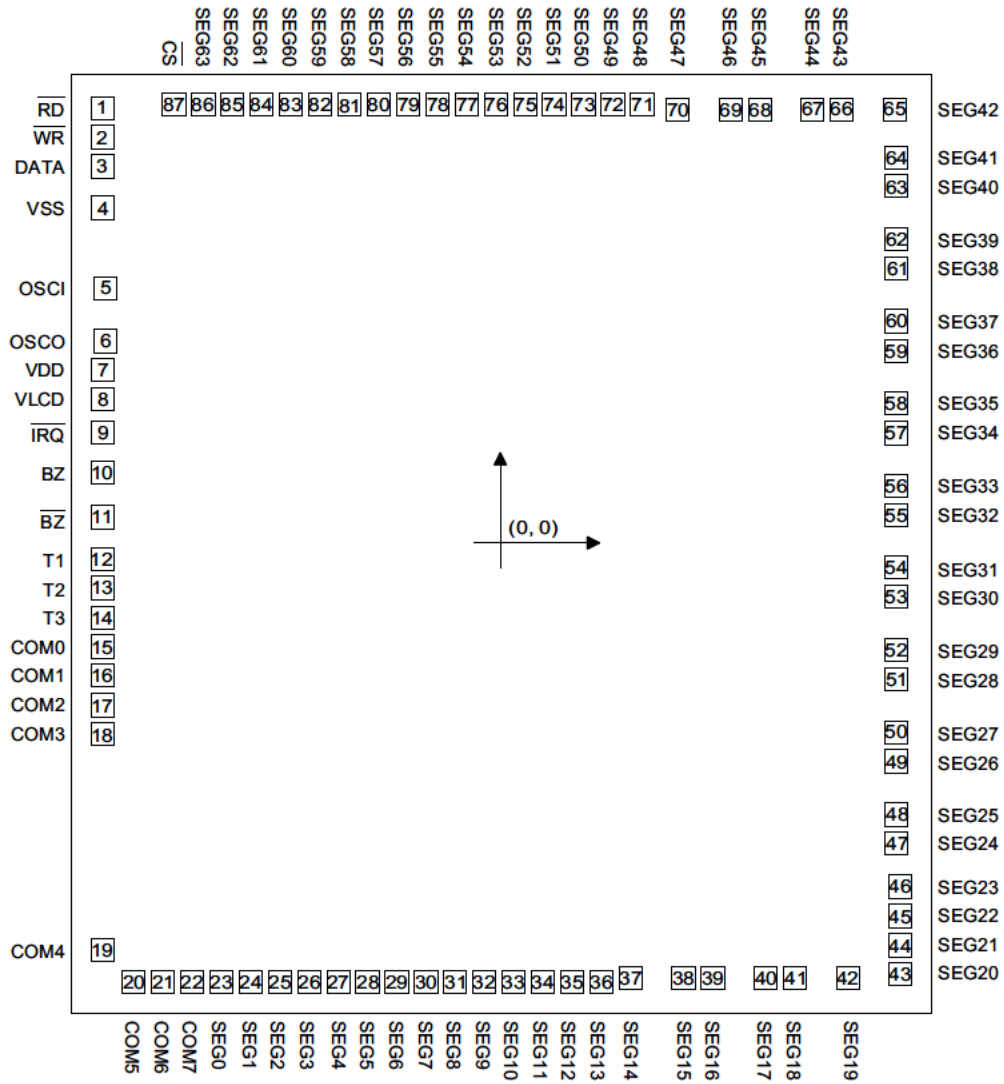 CS SEG63 SEG62 SEG61 SEG60 SEG59 SEG58 SEG57 SEG56 SEG55 SEG54 SEG53 SEG52 SEG51 SEG50 SEG49 SEG48 SEG47 SEG46 SEG45 SEG44 SEG43
87 86 85 84 83 82 81 80 79 78 77 76 75 74 73 72 71 70 69 68 67 66
RD 1
WR 2
DATA 3
VSS 4
OSCI 5
OSCO 6
VDD 7
VLCD 8
IRQ 9
BZ 10
BZ 11
T1 12
T2 13
T3 14
COM0 15
COM1 16
COM2 17
COM3 18
COM4 19
(0, 0)
65 SEG42
64 SEG41
63 SEG40
62 SEG39
61 SEG38
60 SEG37
59 SEG36
58 SEG35
57 SEG34
56 SEG33
55 SEG32
54 SEG31
53 SEG30
52 SEG29
51 SEG28
50 SEG27
49 SEG26
48 SEG25
47 SEG24
46 SEG23
45 SEG22
44 SEG21
43 SEG20
20 21 22 23 24 25 26 27 28 29 30 31 32 33 34 35 36 37 38 39 40 41 42
COM5 COM6 COM7 SEG0 SEG1 SEG2 SEG3 SEG4 SEG5 SEG6 SEG7 SEG8 SEG9 SEG10 SEG11 SEG12 SEG13 SEG14 SEG15 SEG16 SEG17 SEG18 SEG19